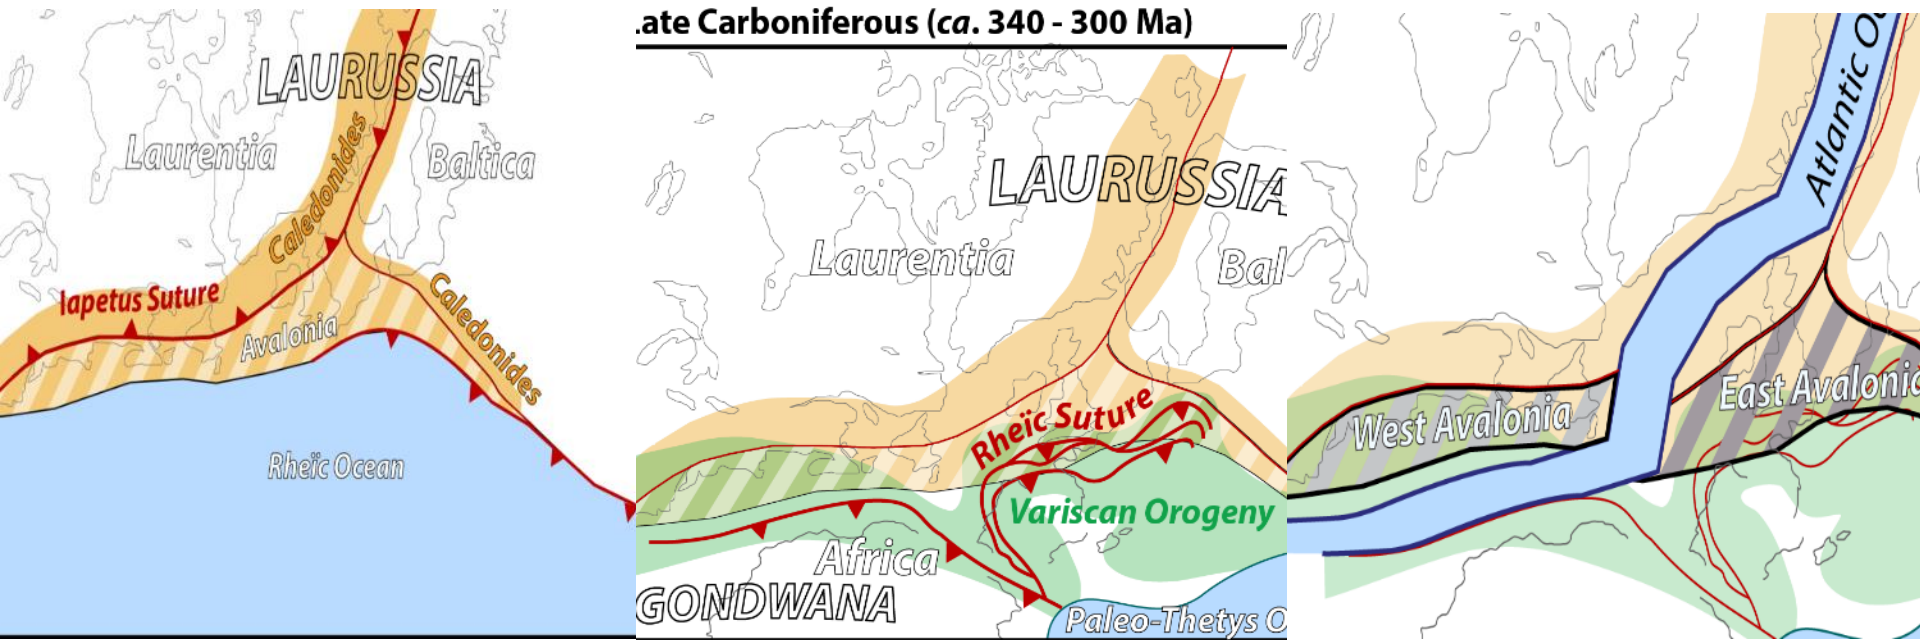 LAURUSSIA
Laurentia
Baltica
Caledonides
Iapetus Suture
Avalonia
Caledonides
Rheïc Ocean
ate Carboniferous (ca. 340 - 300 Ma)
LAURUSSIA
Laurentia
Bal
Rheïc Suture
Variscan Orogeny
Africa
GONDWANA
Paleo-Thetys O
Atlantic Oc
West Avalonia
East Avalonia